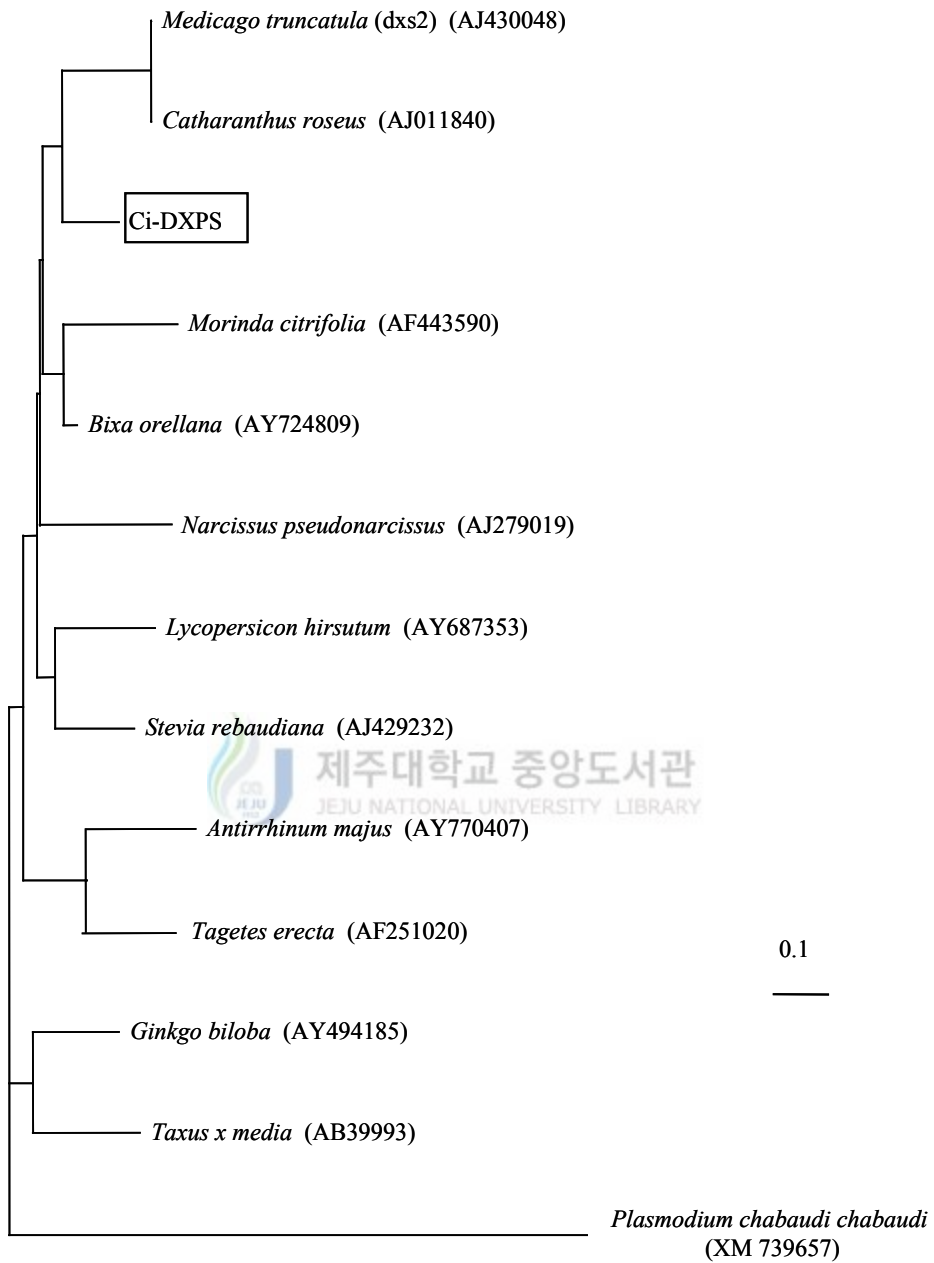 Medicago truncatula (dxs2) (AJ430048)
Catharanthus roseus (AJ011840)
Ci-DXPS
Morinda citrifolia (AF443590)
Bixa orellana (AY724809)
Narcissus pseudonarcissus (AJ279019)
Lycopersicon hirsutum (AY687353)
Stevia rebaudiana (AJ429232)
제주대학교 중앙도서관
JEJU
1952
JEJU NATIONAL UNIVERSITY LIBRARY
Antirrhinum majus (AY770407)
Tagetes erecta (AF251020)
0.1
Ginkgo biloba (AY494185)
Taxus x media (AB39993)
Plasmodium chabaudi chabaudi
(XM 739657)